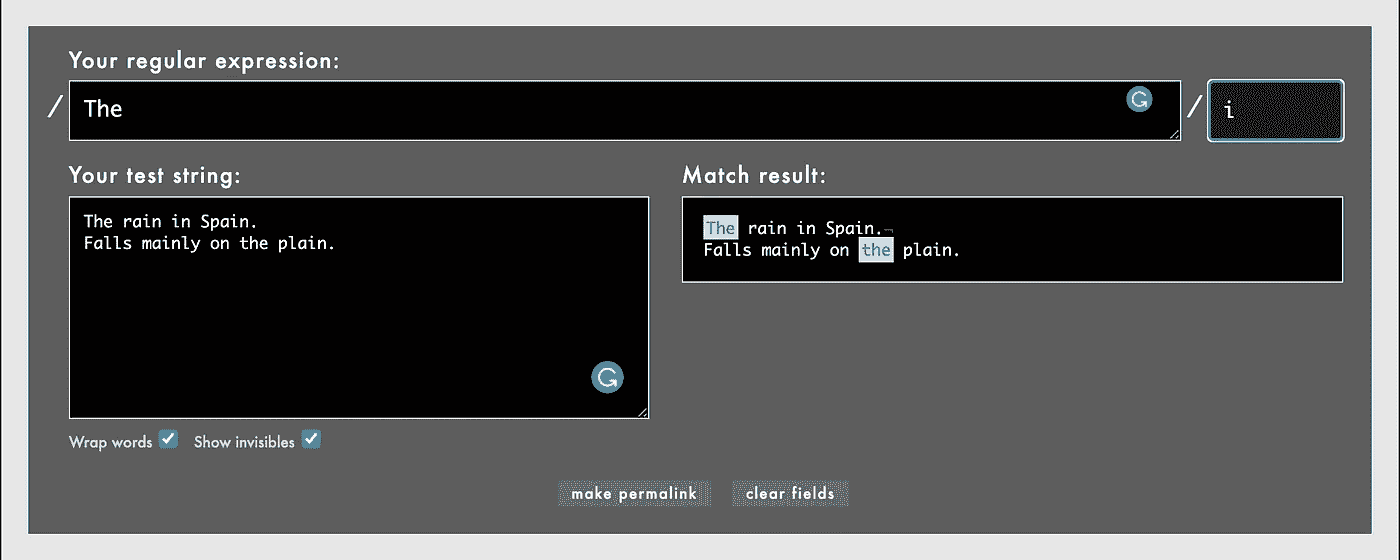 Your regular expression:
/ The / i
Your test string:
The rain in Spain.
Falls mainly on the plain.
Match result:
The rain in Spain.¬
Falls mainly on the plain.
Wrap words Show invisibles
make permalink clear fields